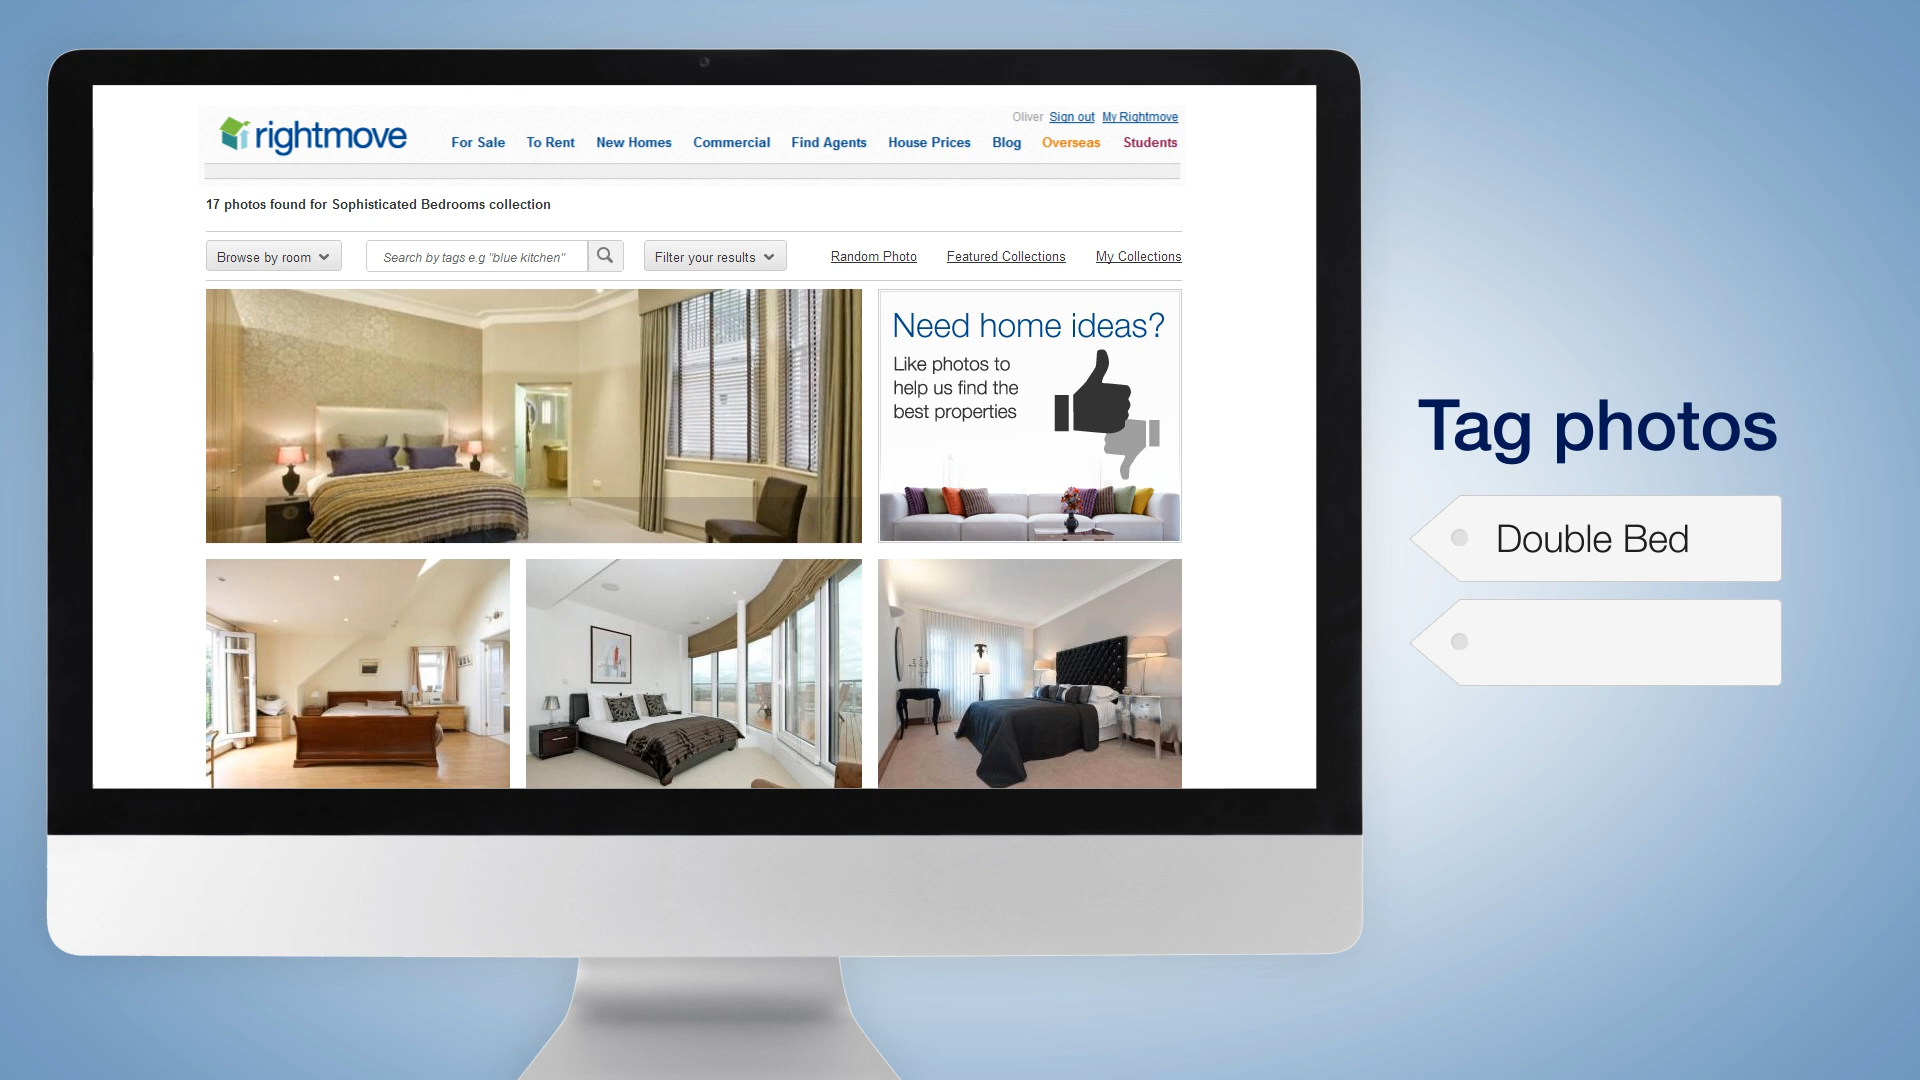 rightmove
Oliver Sign out My Rightmove
For Sale To Rent New Homes Commercial Find Agents House Prices Blog Overseas Students
17 photos found for Sophisticated Bedrooms collection
Browse by room
Search by tags e.g "blue kitchen"
Filter your results
Random Photo Featured Collections My Collections
Need home ideas?
Like photos to
help us find the
best properties
Tag photos
Double Bed